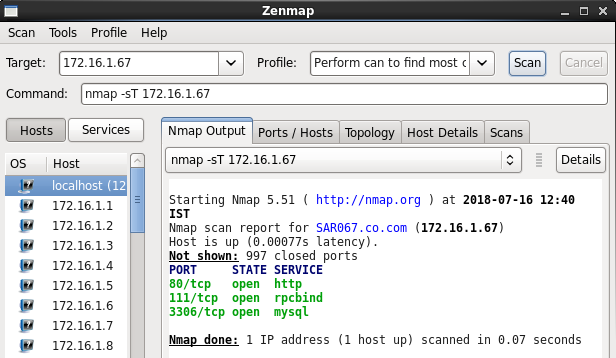 Zenmap
Scan Tools Profile Help
Target: 172.16.1.67 Profile: Perform can to find most c Scan Cancel
Command: nmap -sT 172.16.1.67
Hosts Services
Nmap Output Ports / Hosts Topology Host Details Scans
OS Host
nmap -sT 172.16.1.67 Details
localhost (12
172.16.1.1
172.16.1.2
172.16.1.3
172.16.1.4
172.16.1.5
172.16.1.6
172.16.1.7
172.16.1.8
Starting Nmap 5.51 ( http://nmap.org ) at 2018-07-16 12:40
IST
Nmap scan report for SAR067.co.com (172.16.1.67)
Host is up (0.00077s latency).
Not shown: 997 closed ports
PORT STATE SERVICE
80/tcp open http
111/tcp open rpcbind
3306/tcp open mysql
Nmap done: 1 IP address (1 host up) scanned in 0.07 seconds